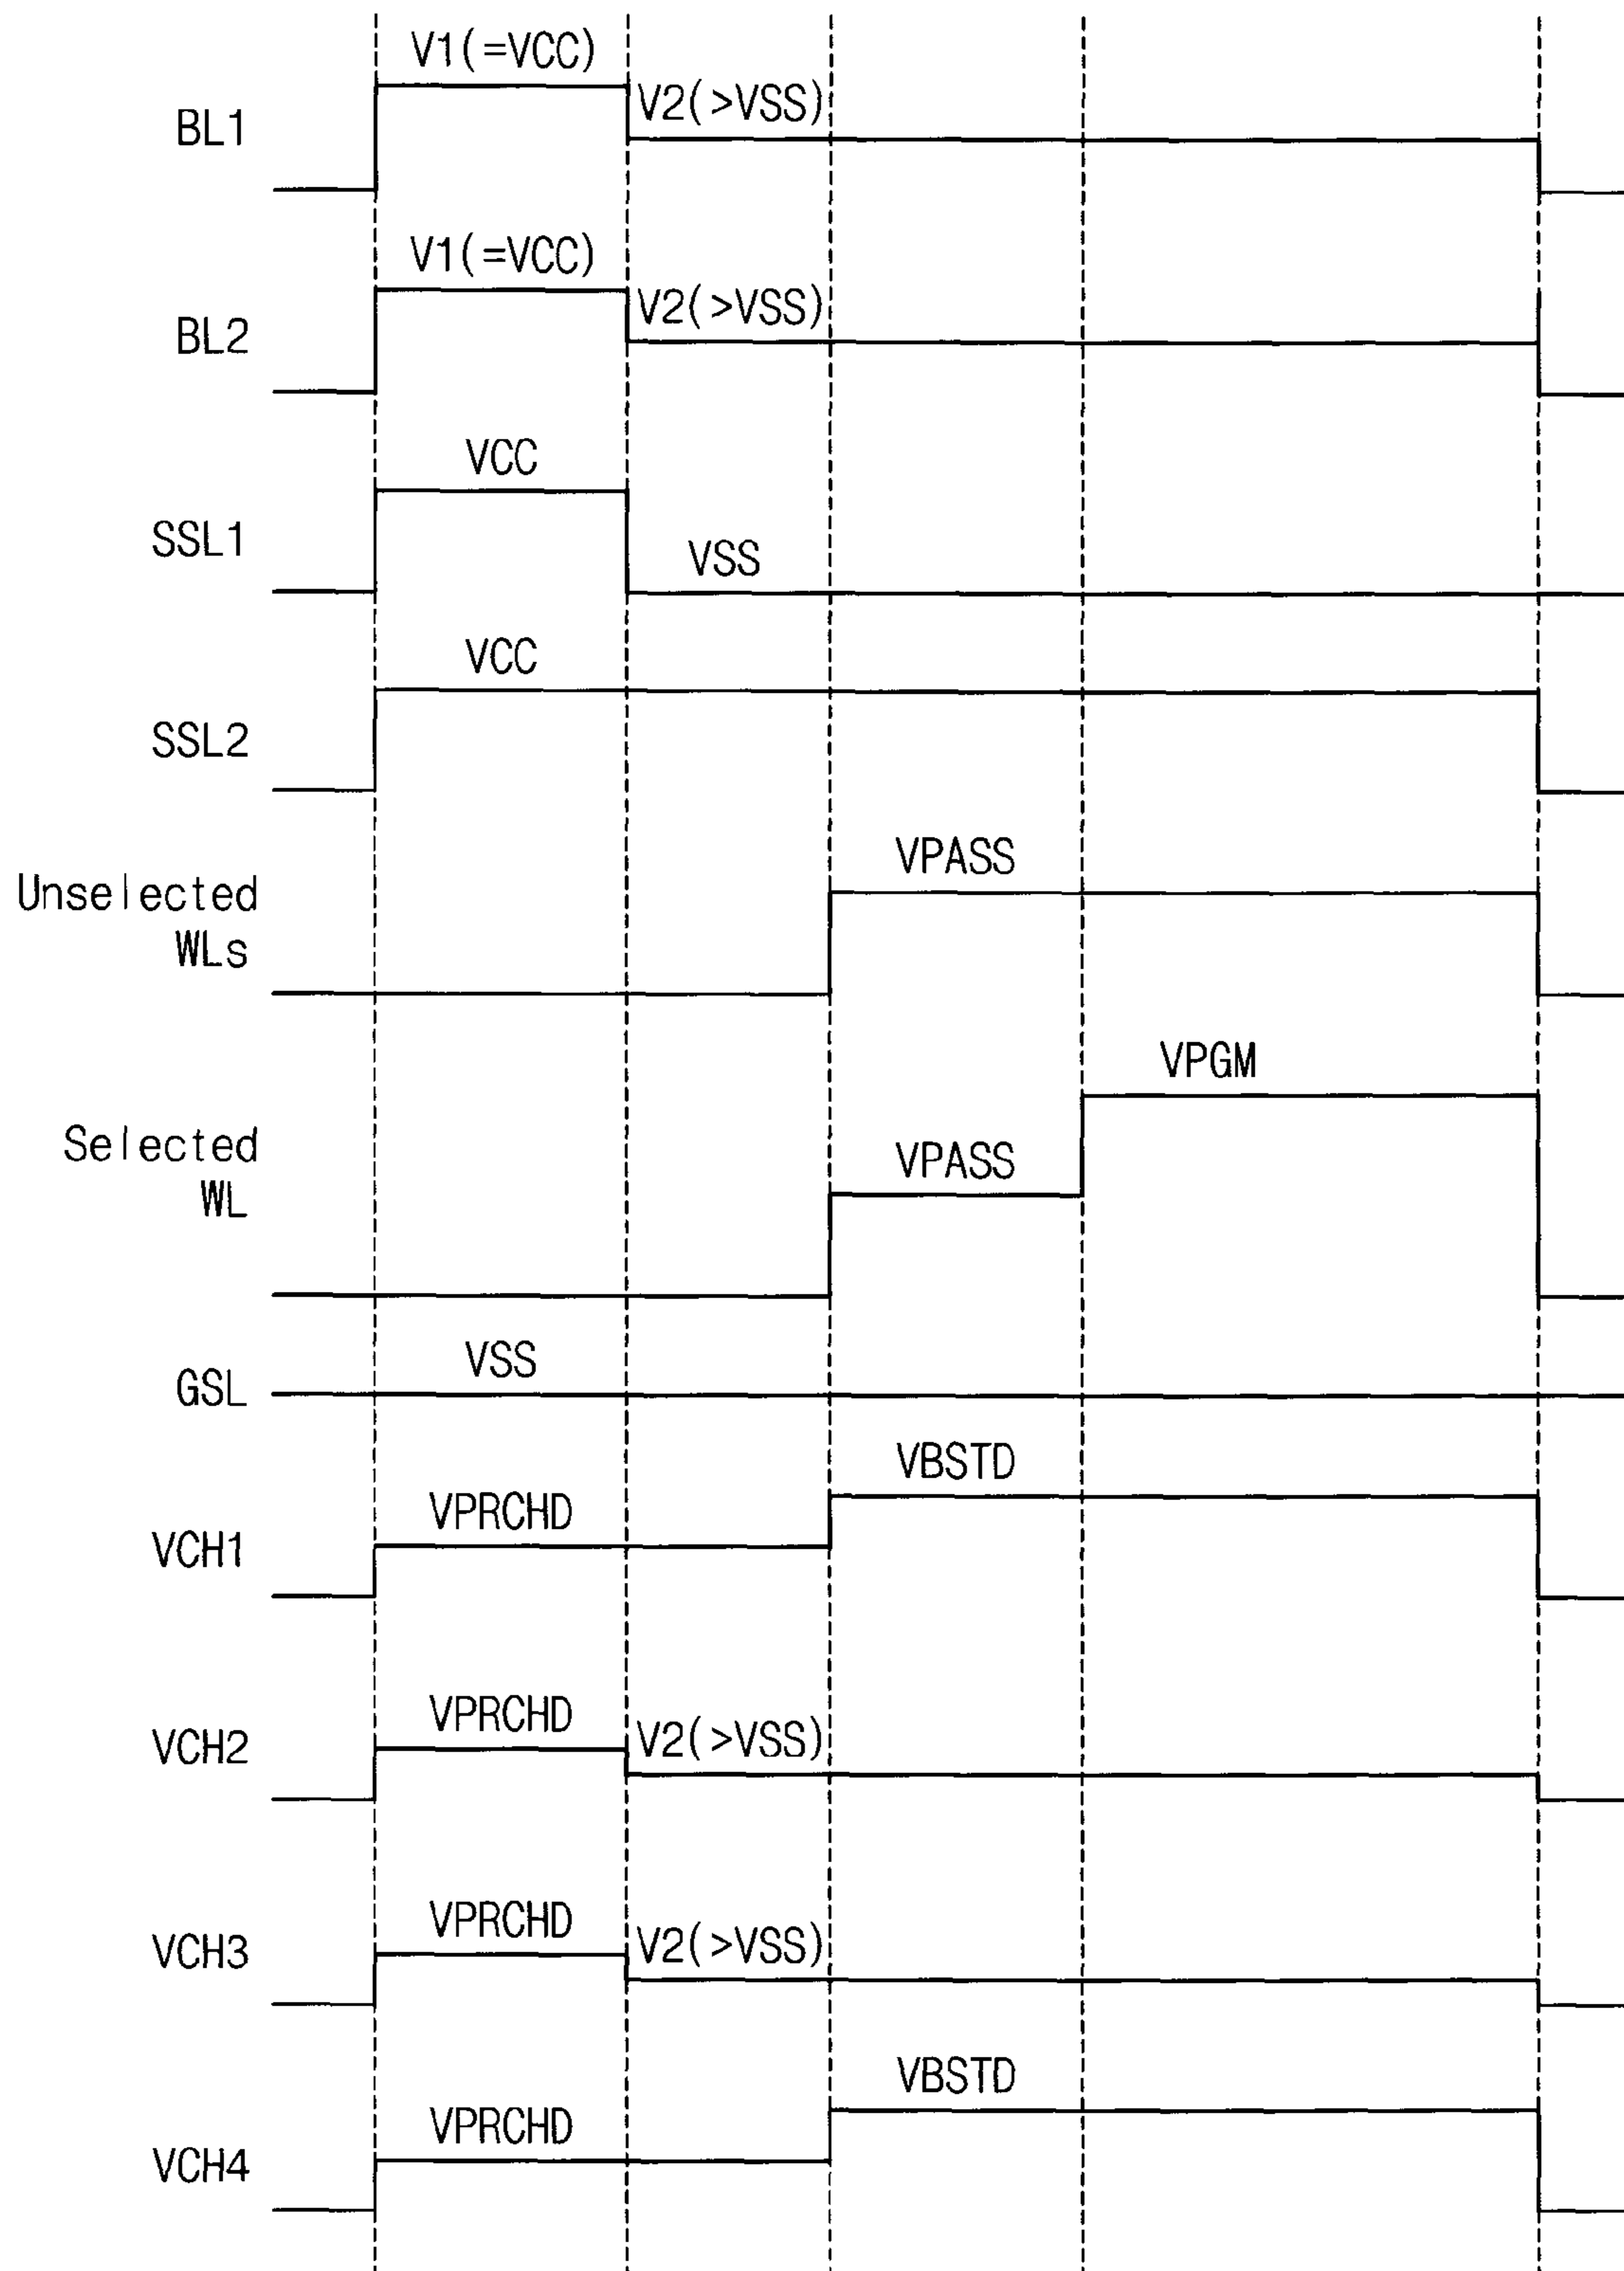 V1(=VCC)
BL1
V2(>VSS)
V1(=VCC)
BL2
V2(>VSS)
VCC
SSL1
VSS
VCC
SSL2
VPASS
Unselected
WLs
VPGM
Selected
WL
VPASS
VSS
GSL
VBSTD
VPRCHD
VCH1
VPRCHD
VCH2
V2(>VSS)
VPRCHD
VCH3
V2(>VSS)
VBSTD
VPRCHD
VCH4